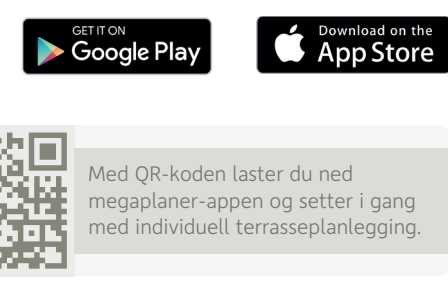 GET IT ON
Google Play
Download on the
App Store
Med QR-koden laster du ned
megaplaner-appen og setter i gang
med individuell terrasseplanlegging.